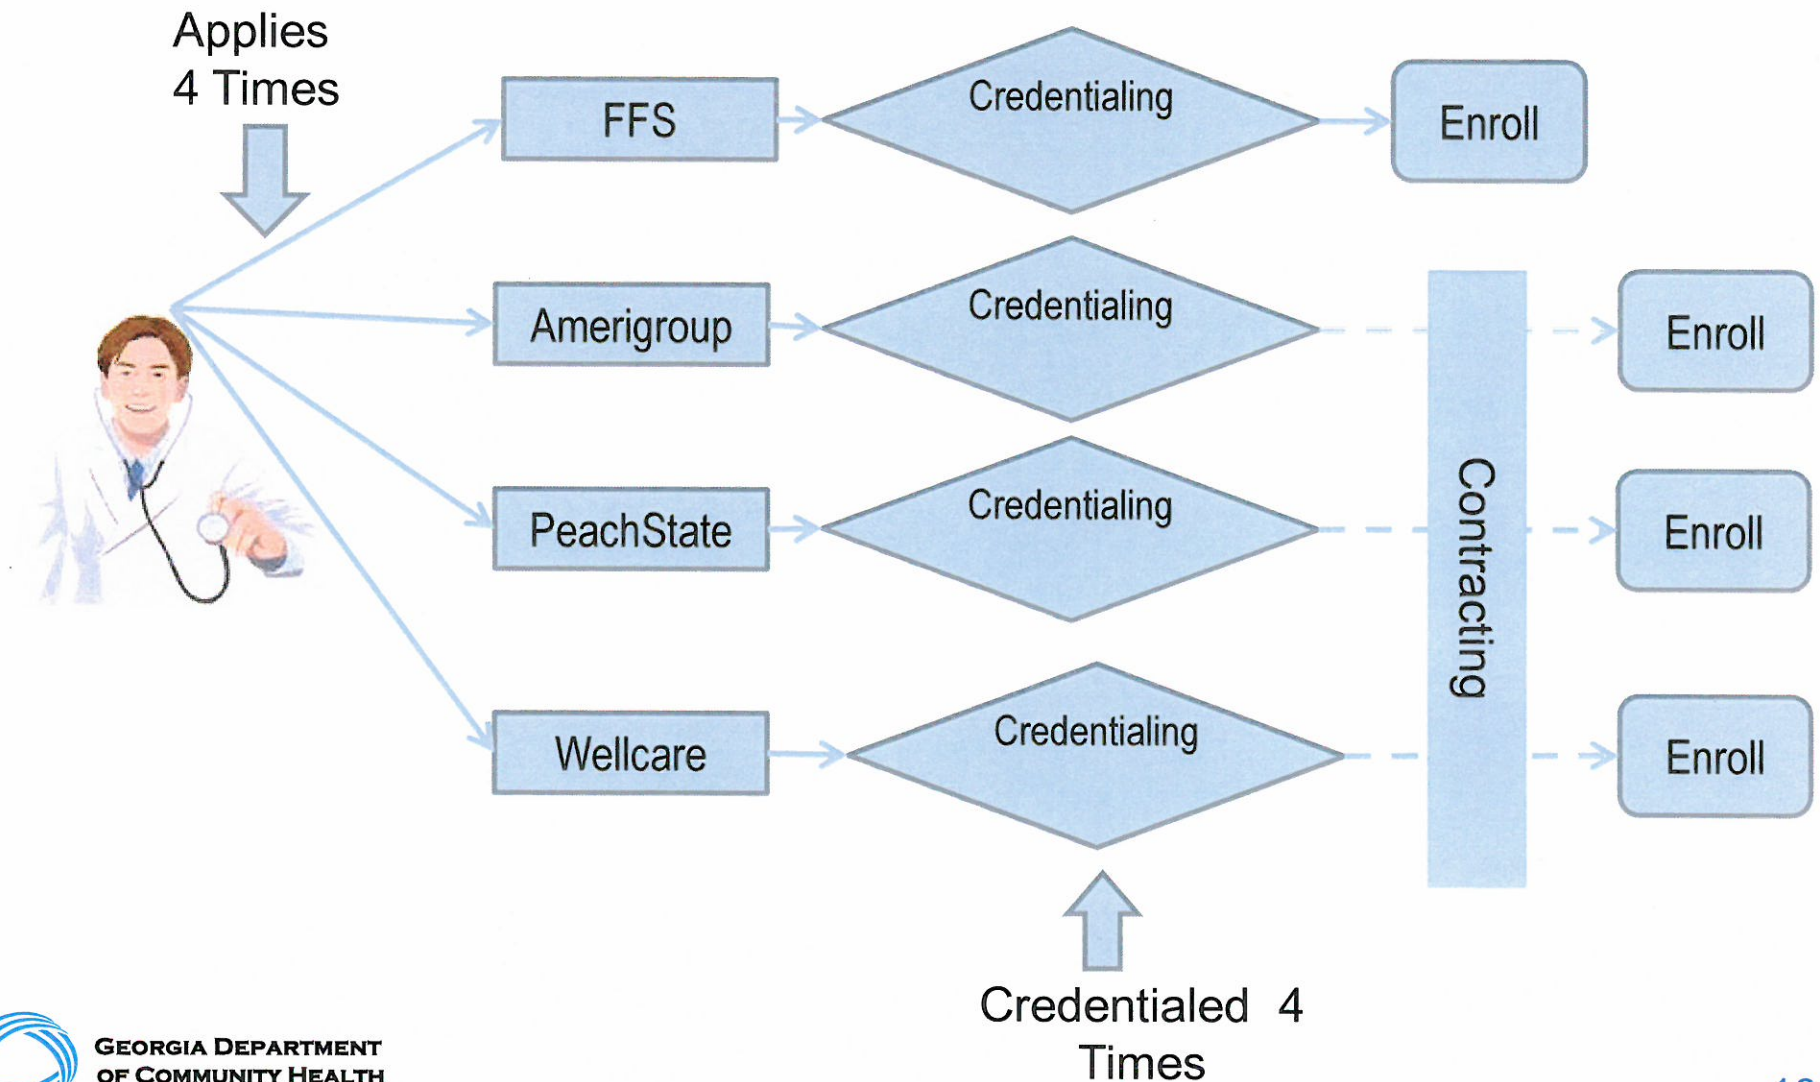 Applies
4 Times
FFS
Credentialing
Enroll
Amerigroup
Credentialing
Enroll
PeachState
Credentialing
Enroll
Contracting
Wellcare
Credentialing
Enroll
Credentialed 4
Times
GEORGIA DEPARTMENT
OF COMMUNITY HEALTH